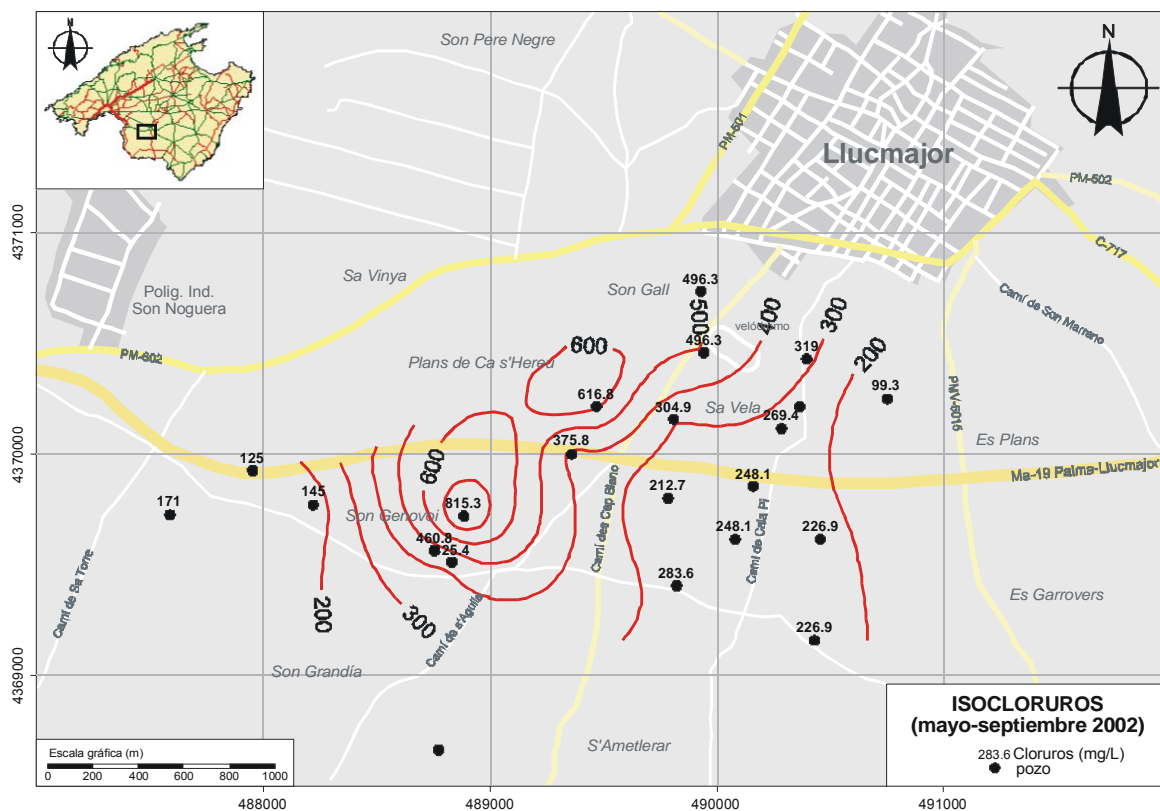 N
Son Pere Negre
N
PM-501
Llucmajor
PM-502
C-717
4371000
Sa Vinya
Polig. Ind.
Son Noguera
Son Gall
496.3
500
400
300
velódromo
Camí de Son Marrano
PM-602
600
Plans de Ca s'Hereu
496.3
319
200
616.8
304.9
Sa Vela
269.4
99.3
PMV-5015
Es Plans
4370000
125
375.8
Ma-19 Palma-Llucmajor
171
145
600
815.3
Son Genovoi
212.7
248.1
460.8
25.4
248.1
226.9
Camí des Cap Blanc
Camí de Cala Pi
Camí de Sa Torre
200
300
Camí de s'Aguila
283.6
226.9
Es Garrovers
4369000
Son Grandía
S'Ametlerar
Escala gráfica (m)
0 200 400 600 800 1000
ISOCLORUROS
(mayo-septiembre 2002)
283.6 Cloruros (mg/L)
pozo
488000
489000
490000
491000